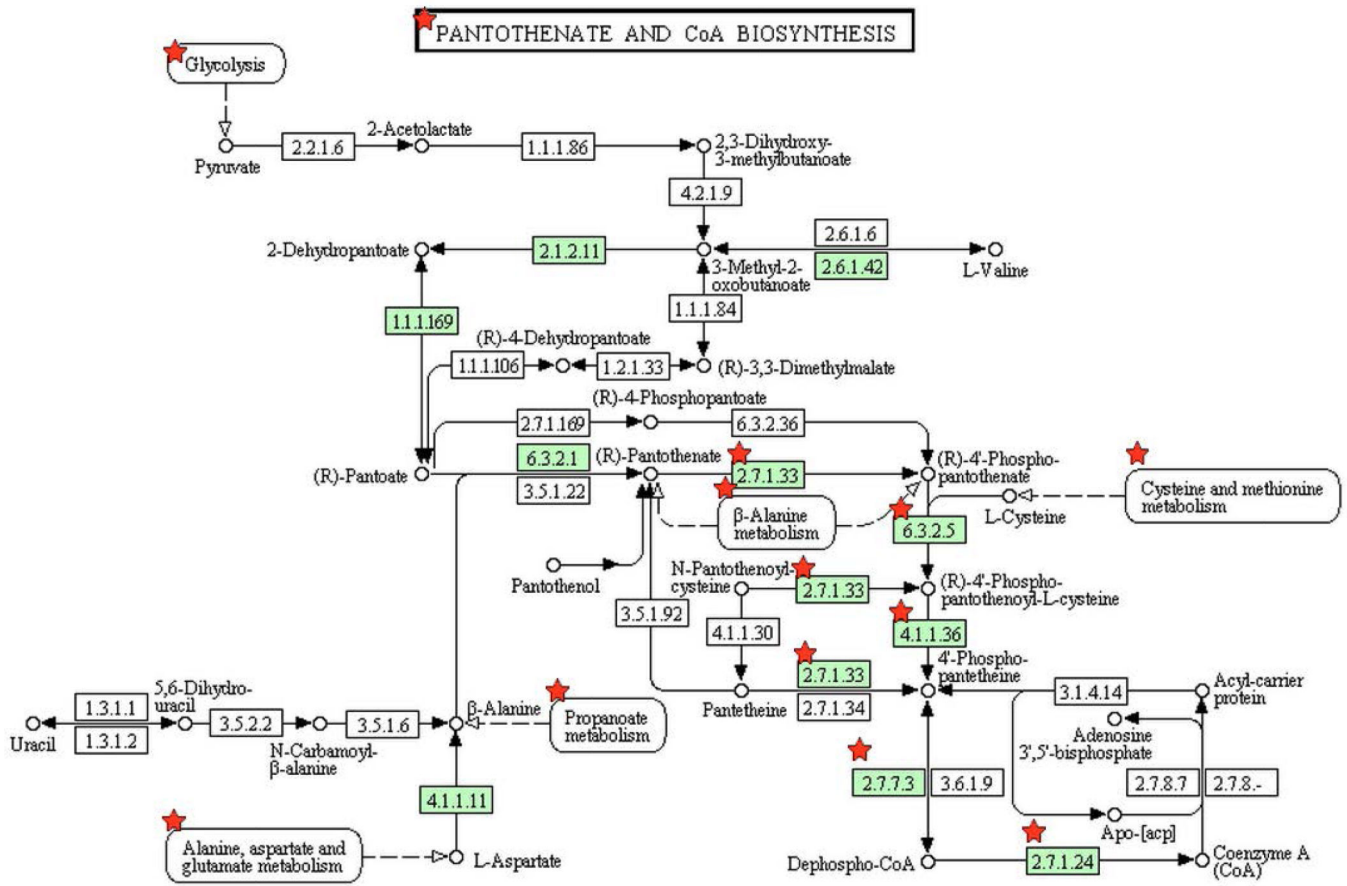 PANTOTHENATE AND CoA BIOSYNTHESIS
Glycolysis
Pyruvate
2.2.1.6
2-Acetolactate
1.1.1.86
2,3-Dihydroxy-
3-methylbutanoate
4.2.1.9
2-Dehydropantoate
2.1.2.11
3-Methyl-2-
oxobutanoate
2.6.1.6
2.6.1.42
L-Valine
1.1.1.169
1.1.1.84
(R)-4-Dehydropantoate
1.1.1.106
1.2.1.33
(R)-3,3-Dimethylmalate
(R)-4-Phosphopantoate
2.7.1.169
6.3.2.36
(R)-Pantoate
6.3.2.1
3.5.1.22
(R)-Pantothenate
2.7.1.33
(R)-4'-Phospho-
pantothenate
β-Alanine
metabolism
L-Cysteine
Cysteine and methionine
metabolism
6.3.2.5
Pantothenol
N-Pantothenoyl-
cysteine
2.7.1.33
(R)-4'-Phospho-
pantothenoyl-L-cysteine
3.5.1.92
4.1.1.30
4.1.1.36
4'-Phospho-
pantetheine
Pantetheine
2.7.1.33
2.7.1.34
3.1.4.14
Acyl-carrier
protein
Adenosine
3',5'-bisphosphate
Uracil
1.3.1.1
1.3.1.2
5,6-Dihydro-
uracil
3.5.2.2
N-Carbamoyl-
β-alanine
3.5.1.6
β-Alanine
Propanoate
metabolism
2.7.7.3
3.6.1.9
2.7.8.7
2.7.8.-
Apo-[acp]
4.1.1.11
Alanine, aspartate and
glutamate metabolism
L-Aspartate
Dephospho-CoA
2.7.1.24
Coenzyme A
(CoA)